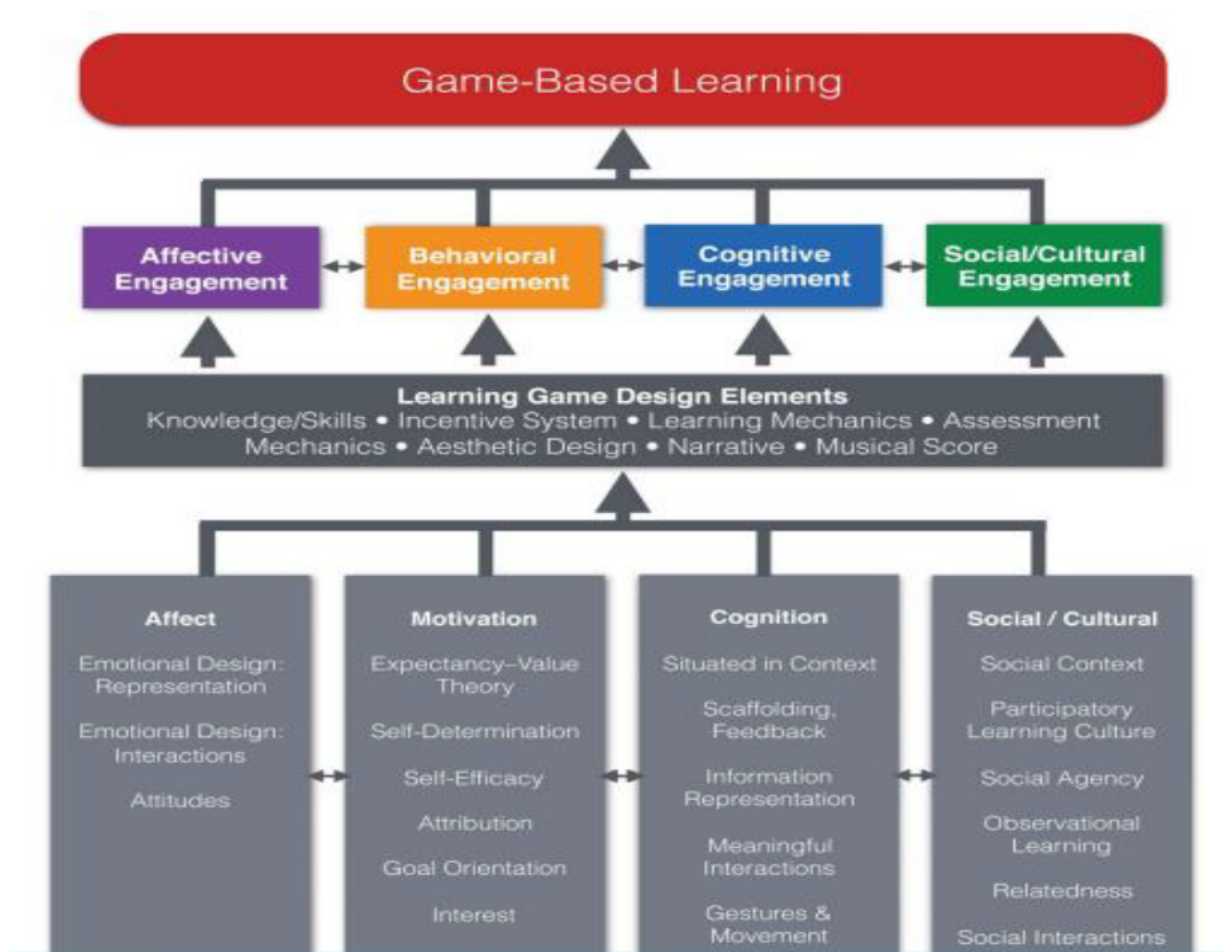 Game-Based Learning
Affective
Engagement
Behavioral
Engagement
Cognitive
Engagement
Social/Cultural
Engagement
Learning Game Design Elements
Knowledge/Skills • Incentive System • Learning Mechanics • Assessment
Mechanics • Aesthetic Design • Narrative • Musical Score
Affect
Emotional Design:
Representation
Emotional Design:
Interactions
Attitudes
Motivation
Expectancy–Value
Theory
Self-Determination
Self-Efficacy
Attribution
Goal Orientation
Interest
Cognition
Situated in Context
Scaffolding,
Feedback
Information
Representation
Meaningful
Interactions
Gestures &
Movement
Social / Cultural
Social Context
Participatory
Learning Culture
Social Agency
Observational
Learning
Relatedness
Social Interactions